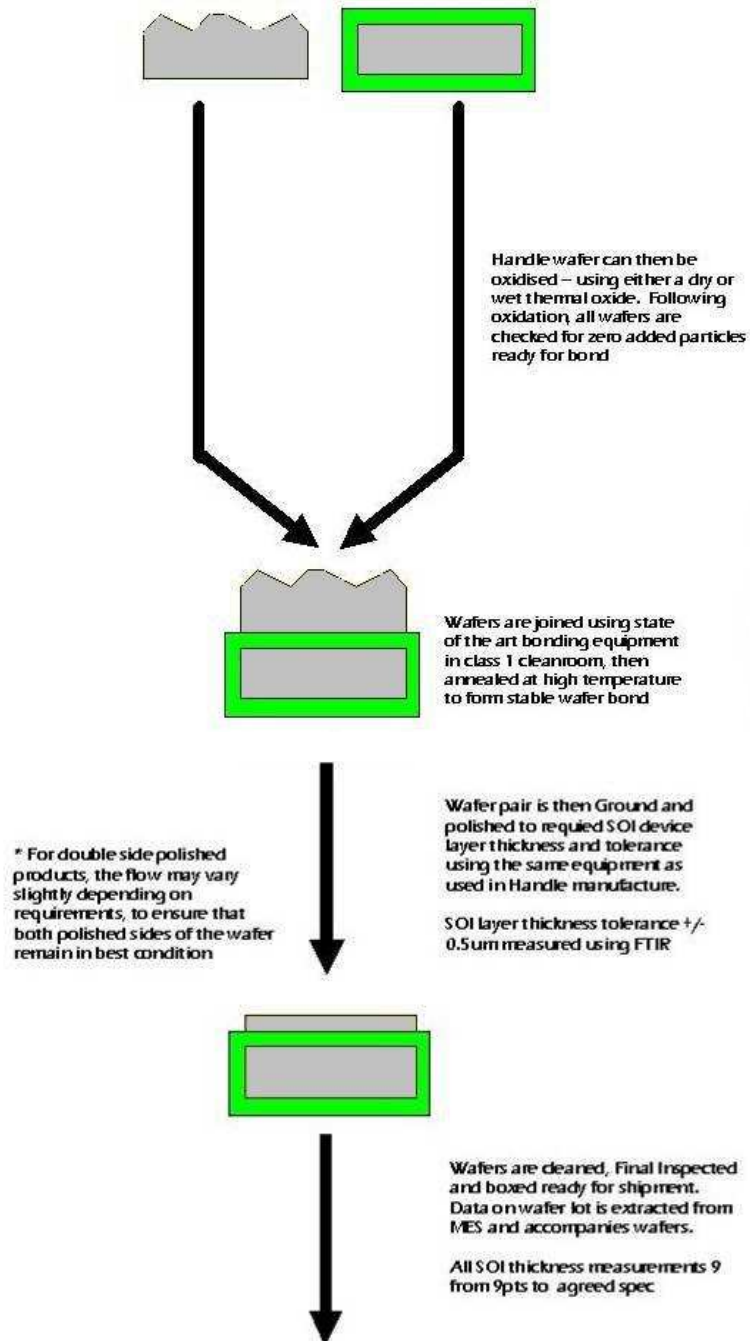 Handle wafer can then be
oxidised – using either a dry or
wet thermal oxide. Following
oxidation, all wafers are
checked for zero added particles
ready for bond
Wafers are joined using state
of the art bonding equipment
in class 1 cleanroom, then
annealed at high temperature
to form stable wafer bond
Wafer pair is then Ground and
polished to requied SOI device
layer thickness and tolerance
using the same equipment as
used in Handle manufacture.
SOI layer thickness tolerance +/-
0.5um measured using FTIR
* For double side polished
products, the flow may vary
slightly depending on
requirements, to ensure that
both polished sides of the wafer
remain in best condition
Wafers are cleaned, Final Inspected
and boxed ready for shipment.
Data on wafer lot is extracted from
MES and accompanies wafers.
All SOI thickness measurements 9
from 9pts to agreed spec